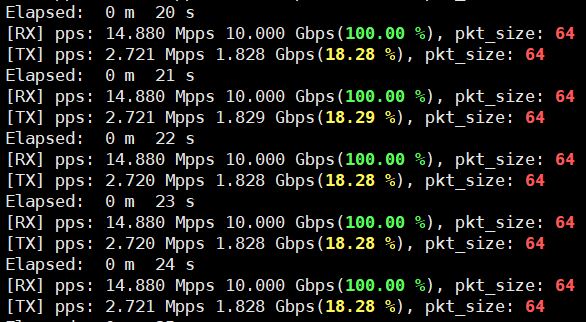 Elapsed:  0 m  20 s
[RX] pps: 14.880 Mpps 10.000 Gbps(100.00 %), pkt_size: 64
[TX] pps: 2.721 Mpps 1.828 Gbps(18.28 %), pkt_size: 64
Elapsed:  0 m  21 s
[RX] pps: 14.880 Mpps 10.000 Gbps(100.00 %), pkt_size: 64
[TX] pps: 2.721 Mpps 1.829 Gbps(18.29 %), pkt_size: 64
Elapsed:  0 m  22 s
[RX] pps: 14.880 Mpps 10.000 Gbps(100.00 %), pkt_size: 64
[TX] pps: 2.720 Mpps 1.828 Gbps(18.28 %), pkt_size: 64
Elapsed:  0 m  23 s
[RX] pps: 14.880 Mpps 10.000 Gbps(100.00 %), pkt_size: 64
[TX] pps: 2.720 Mpps 1.828 Gbps(18.28 %), pkt_size: 64
Elapsed:  0 m  24 s
[RX] pps: 14.880 Mpps 10.000 Gbps(100.00 %), pkt_size: 64
[TX] pps: 2.721 Mpps 1.828 Gbps(18.28 %), pkt_size: 64